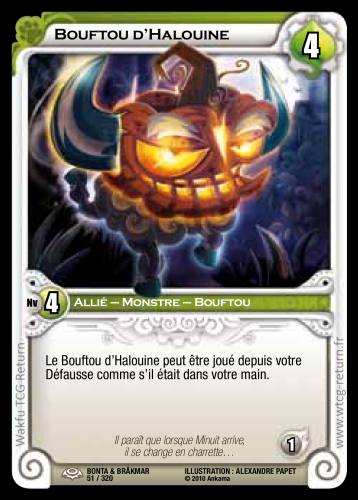 Bouftou d'Halouine
4
Nv 4 Allié – Monstre – Bouftou
Le Bouftou d'Halouine peut être joué depuis votre
Défausse comme s'il était dans votre main.
Il paraît que lorsque Minuit arrive,
il se change en charrette…
1
BONTA & BRÂKMAR
51 / 320
ILLUSTRATION : ALEXANDRE PAPET
© 2010 Ankama
Wakfu TCG Return
www.wtcg-return.fr